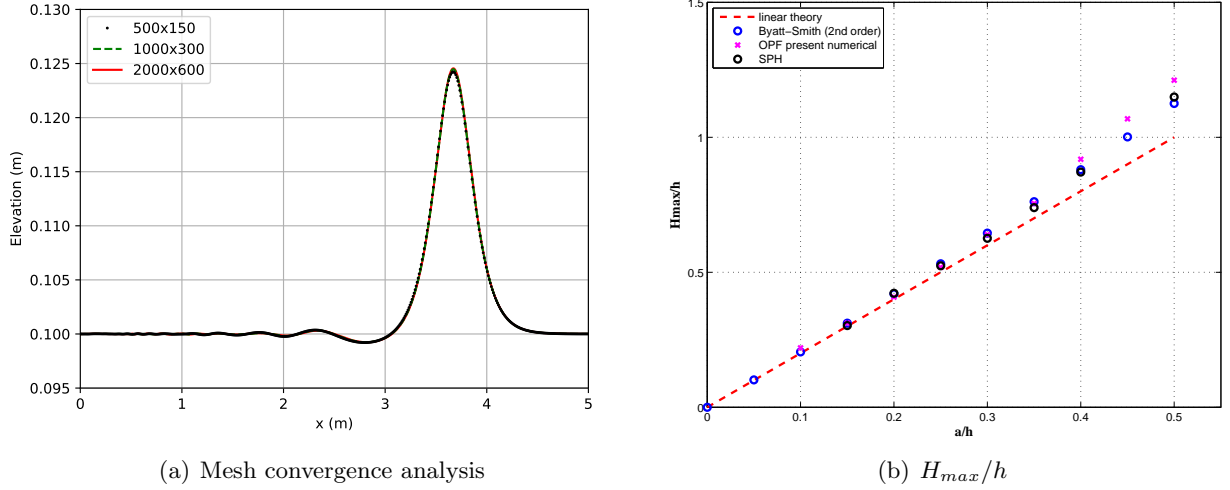 0.130
0.125
0.120
0.115
0.110
0.105
0.100
0.095
Elevation (m)
500x150
1000x300
2000x600
0 1 2 3 4 5
x (m)
(a) Mesh convergence analysis
1.5
1
0.5
0
Hmax/h
linear theory
Byatt−Smith (2nd order)
OPF present numerical
SPH
0 0.1 0.2 0.3 0.4 0.5
a/h
(b) H_{max}/h